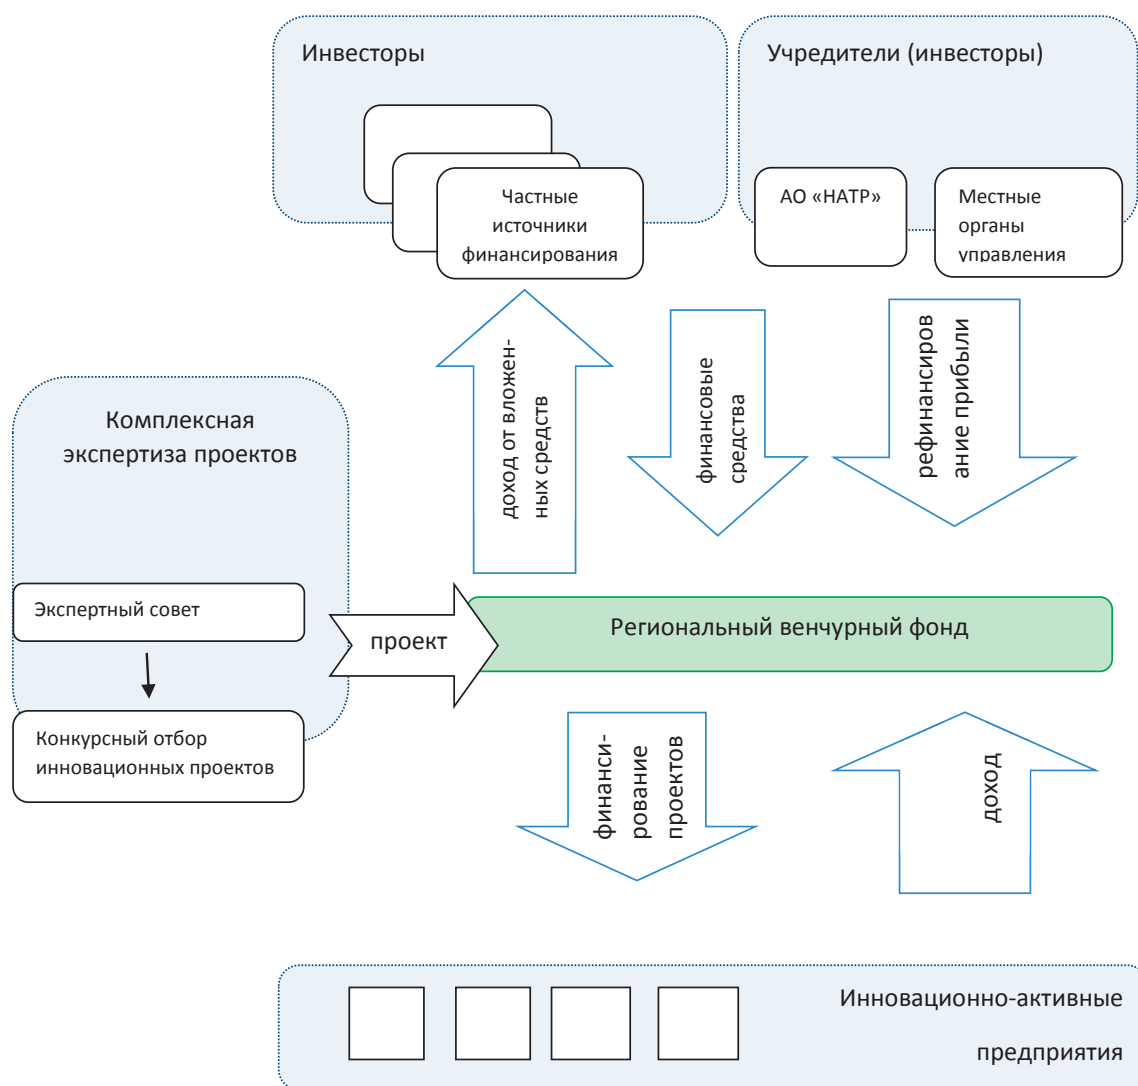 Инвесторы
Учредители (инвесторы)
Частные
источники
финансирования
АО «НАТР»
Местные
органы
управления
доход от вложен-
ных средств
финансовые
средства
рефинансиров
ание прибыли
Комплексная
экспертиза проектов
Экспертный совет
Конкурсный отбор
инновационных проектов
проект
Региональный венчурный фонд
финанси-
рование
проектов
доход
Инновационно-активные
предприятия